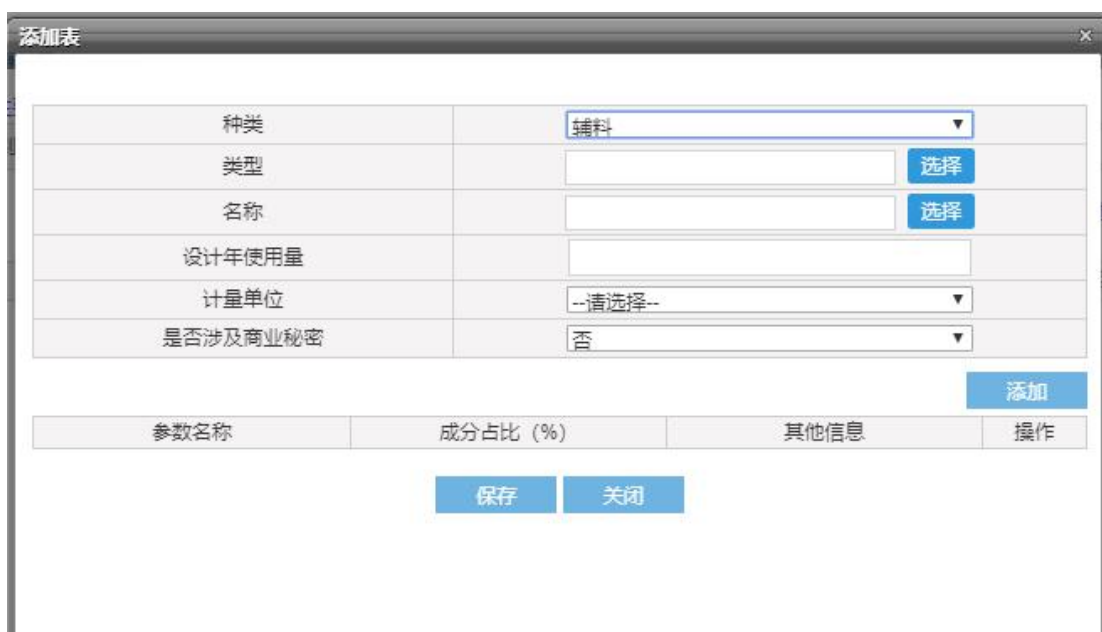 添加表 ×
种类 辅料
类型 选择
名称 选择
设计年使用量
计量单位 --请选择--
是否涉及商业秘密 否
添加
参数名称 成分占比（%） 其他信息 操作
保存 关闭